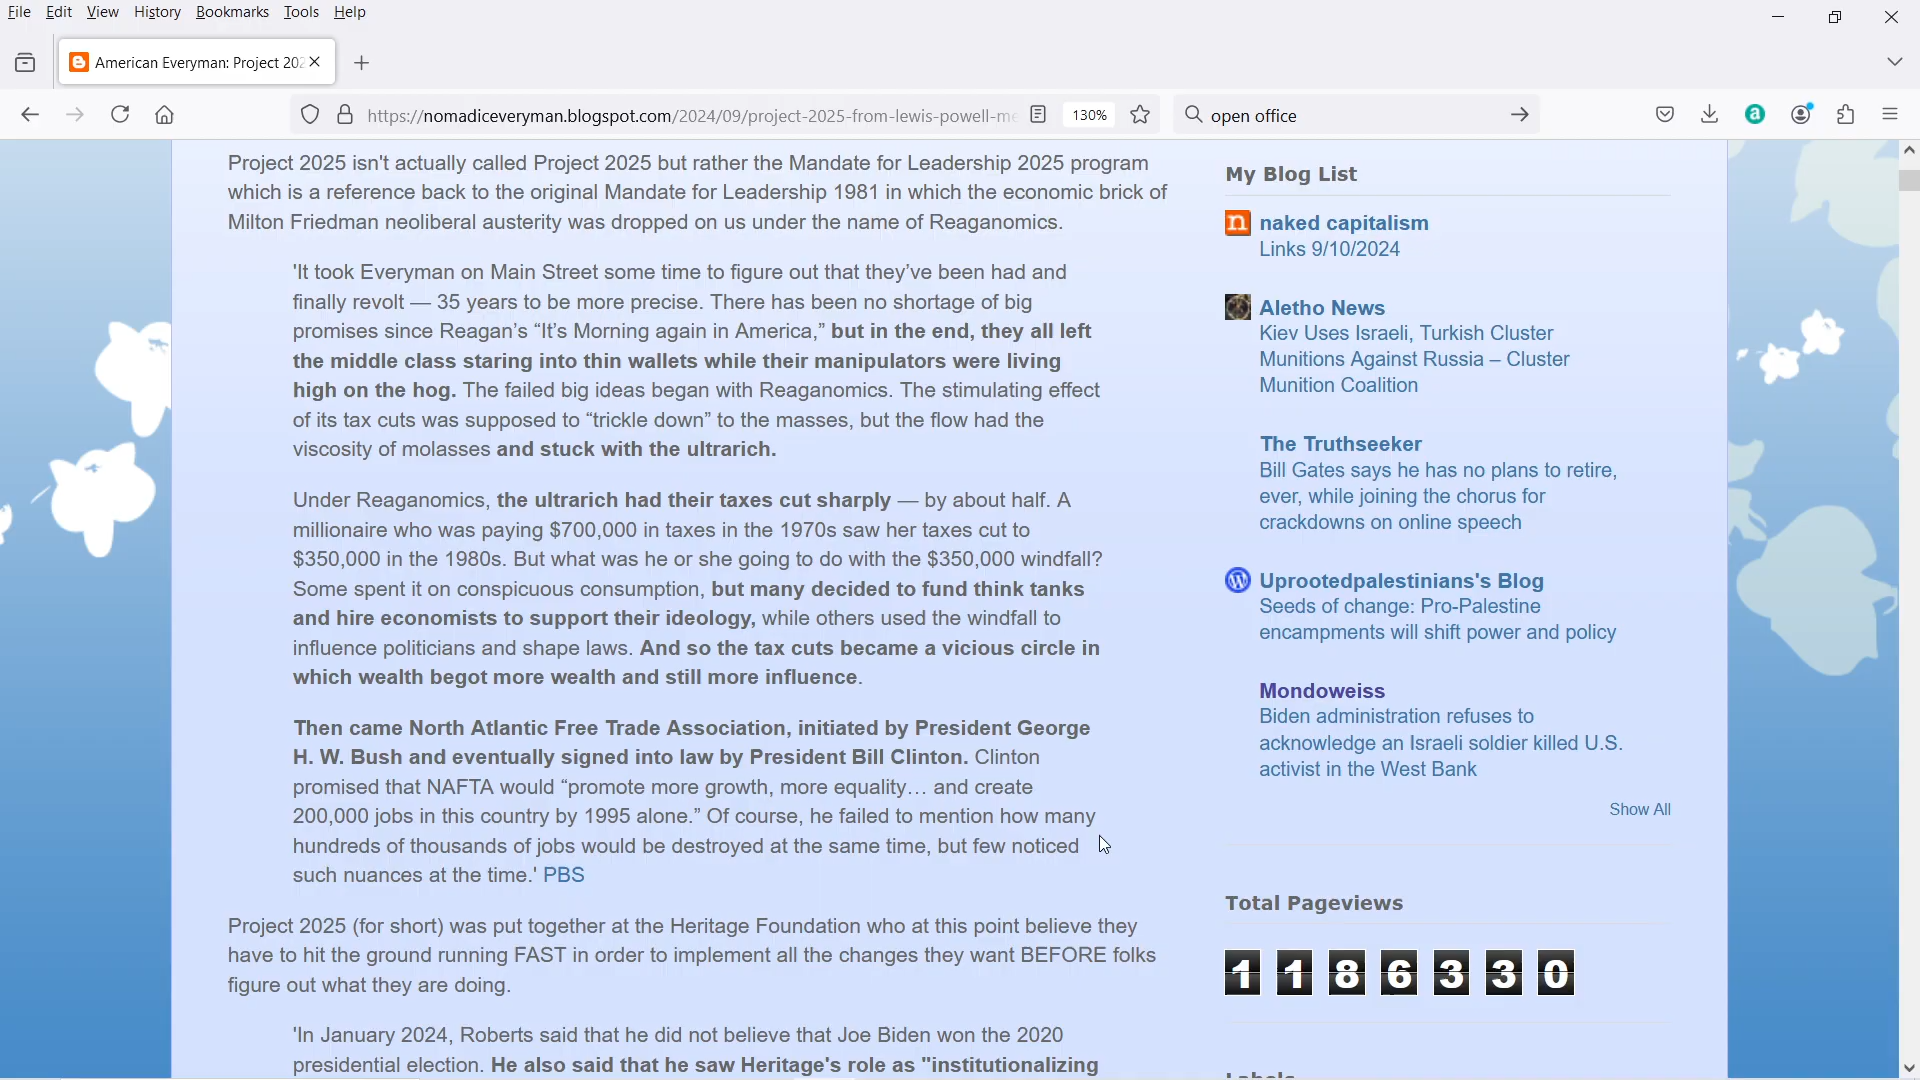 File Edit View History Bookmarks Tools Help
American Everyman: Project 202
https://nomadiceveryman.blogspot.com/2024/09/project-2025-from-lewis-powell-me
130%
open office
Project 2025 isn't actually called Project 2025 but rather the Mandate for Leadership 2025 program
which is a reference back to the original Mandate for Leadership 1981 in which the economic brick of
Milton Friedman neoliberal austerity was dropped on us under the name of Reaganomics.
'It took Everyman on Main Street some time to figure out that they've been had and
finally revolt — 35 years to be more precise. There has been no shortage of big
promises since Reagan's “It's Morning again in America,” but in the end, they all left
the middle class staring into thin wallets while their manipulators were living
high on the hog. The failed big ideas began with Reaganomics. The stimulating effect
of its tax cuts was supposed to “trickle down” to the masses, but the flow had the
viscosity of molasses and stuck with the ultrarich.
Under Reaganomics, the ultrarich had their taxes cut sharply — by about half. A
millionaire who was paying $700,000 in taxes in the 1970s saw her taxes cut to
$350,000 in the 1980s. But what was he or she going to do with the $350,000 windfall?
Some spent it on conspicuous consumption, but many decided to fund think tanks
and hire economists to support their ideology, while others used the windfall to
influence politicians and shape laws. And so the tax cuts became a vicious circle in
which wealth begot more wealth and still more influence.
Then came North Atlantic Free Trade Association, initiated by President George
H. W. Bush and eventually signed into law by President Bill Clinton. Clinton
promised that NAFTA would “promote more growth, more equality… and create
200,000 jobs in this country by 1995 alone.” Of course, he failed to mention how many
hundreds of thousands of jobs would be destroyed at the same time, but few noticed
such nuances at the time.' PBS
Project 2025 (for short) was put together at the Heritage Foundation who at this point believe they
have to hit the ground running FAST in order to implement all the changes they want BEFORE folks
figure out what they are doing.
'In January 2024, Roberts said that he did not believe that Joe Biden won the 2020
presidential election. He also said that he saw Heritage's role as "institutionalizing
My Blog List
naked capitalism
Links 9/10/2024
Aletho News
Kiev Uses Israeli, Turkish Cluster
Munitions Against Russia – Cluster
Munition Coalition
The Truthseeker
Bill Gates says he has no plans to retire,
ever, while joining the chorus for
crackdowns on online speech
Uprootedpalestinians's Blog
Seeds of change: Pro-Palestine
encampments will shift power and policy
Mondoweiss
Biden administration refuses to
acknowledge an Israeli soldier killed U.S.
activist in the West Bank
Show All
Total Pageviews
1186330
Labels